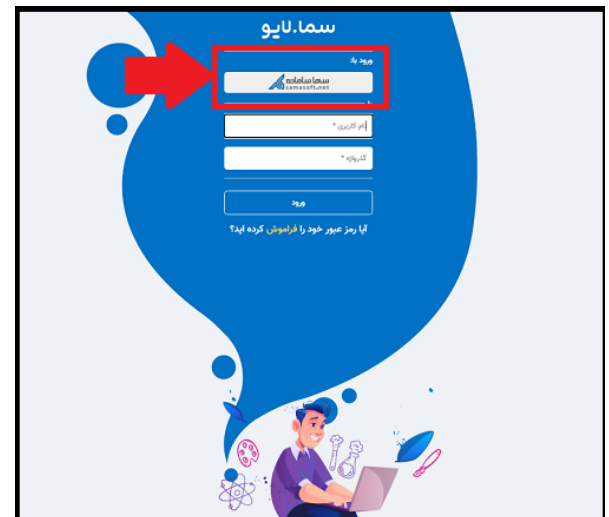 سما.لایو
ورود با:
سما سامانه
samasoft.net
یا
نام کاربری *
گذرواژه *
ورود
آیا رمز عبور خود را فراموش کرده اید؟